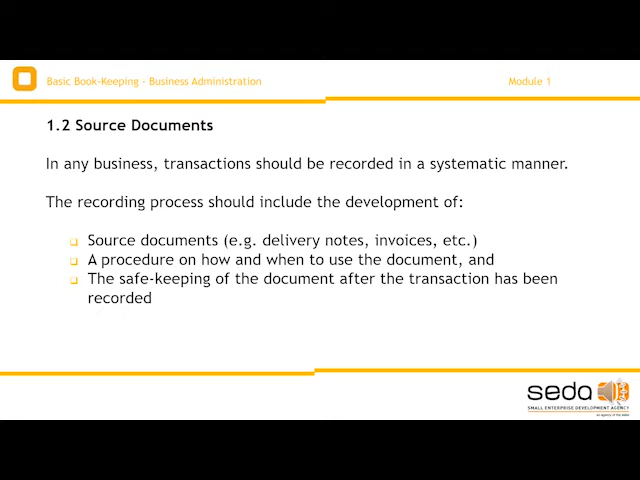 Basic Book-Keeping - Business Administration
Module 1
1.2 Source Documents
In any business, transactions should be recorded in a systematic manner.
The recording process should include the development of:
Source documents (e.g. delivery notes, invoices, etc.)
A procedure on how and when to use the document, and
The safe-keeping of the document after the transaction has been
recorded
seda
SMALL ENTERPRISE DEVELOPMENT AGENCY